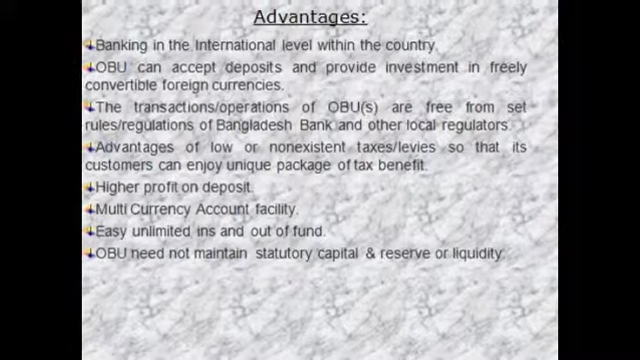 Advantages:
Banking in the International level within the country.
OBU can accept deposits and provide investment in freely
convertible foreign currencies.
The transactions/operations of OBU(s) are free from set
rules/regulations of Bangladesh Bank and other local regulators.
Advantages of low or nonexistent taxes/levies so that its
customers can enjoy unique package of tax benefit.
Higher profit on deposit.
Multi Currency Account facility.
Easy unlimited ins and out of fund.
OBU need not maintain statutory capital & reserve or liquidity.